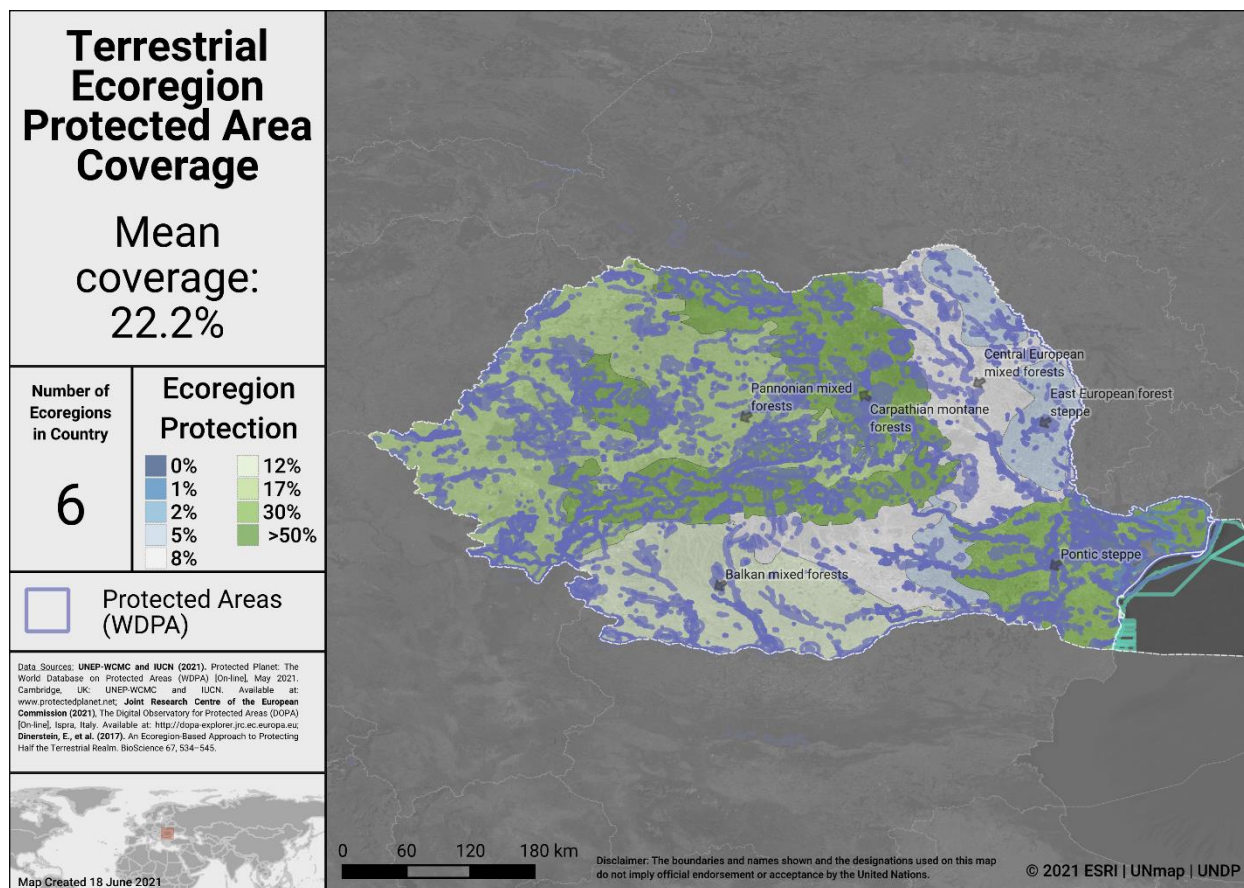 Terrestrial
Ecoregion
Protected Area
Coverage
Mean
coverage:
22.2%
Number of
Ecoregions
in Country
6
Ecoregion
Protection
0%
1%
2%
5%
8%
12%
17%
30%
>50%
Protected Areas
(WDPA)
Data Sources: UNEP-WCMC and IUCN (2021). Protected Planet: The
World Database on Protected Areas (WDPA) [On-line], May 2021.
Cambridge, UK: UNEP-WCMC and IUCN. Available at:
www.protectedplanet.net; Joint Research Centre of the European
Commission (2021), The Digital Observatory for Protected Areas (DOPA)
[On-line], Ispra, Italy. Available at: http://dopa-explorer.jrc.ec.europa.eu;
Dinerstein, E., et al. (2017). An Ecoregion-Based Approach to Protecting
Half the Terrestrial Realm. BioScience 67, 534–545.
Map Created 18 June 2021
Central European
mixed forests
East European forest
steppe
Pannonian mixed
forests
Carpathian montane
forests
Pontic steppe
Balkan mixed forests
0 60 120 180 km
Disclaimer: The boundaries and names shown and the designations used on this map
do not imply official endorsement or acceptance by the United Nations.
© 2021 ESRI | UNmap | UNDP